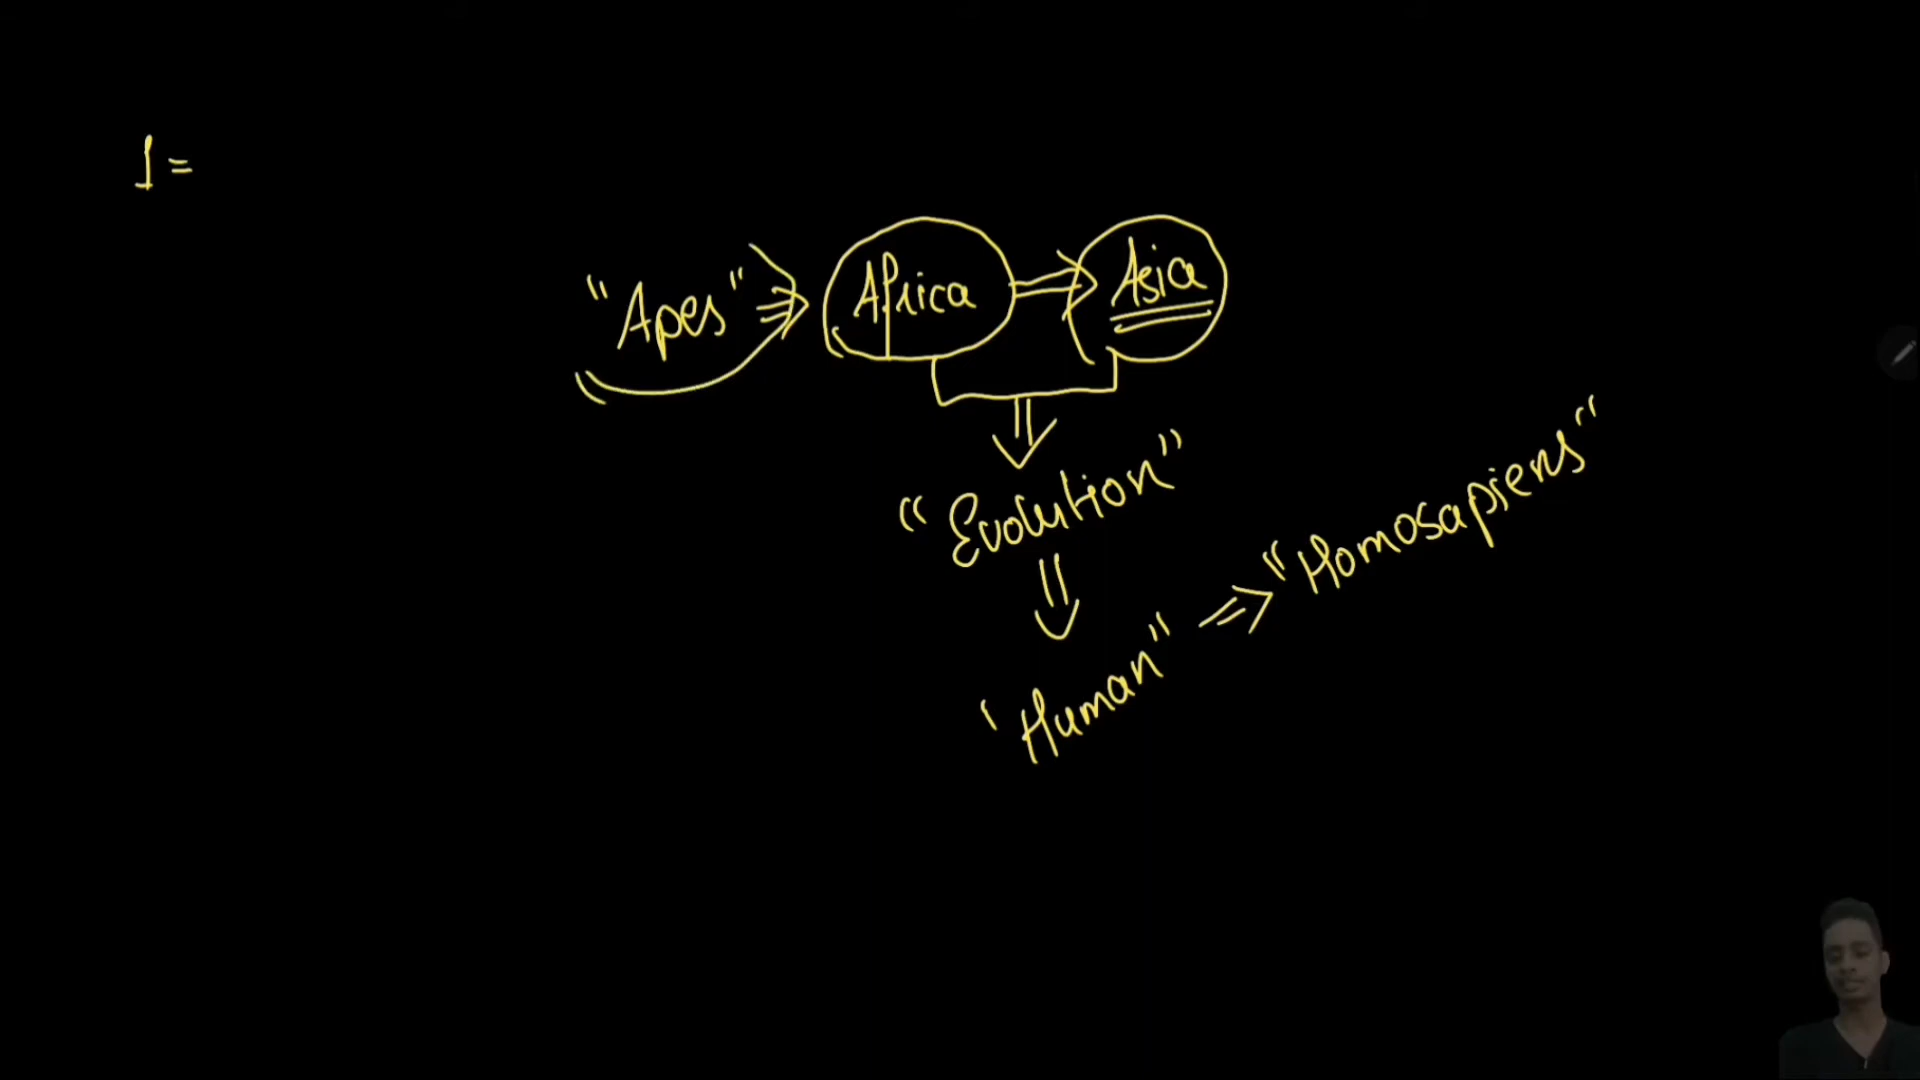 1 =
"Apes" ⇒ Africa ⇒ Asia
"Evolution"
'Human" ⇒ "Homosapiens"